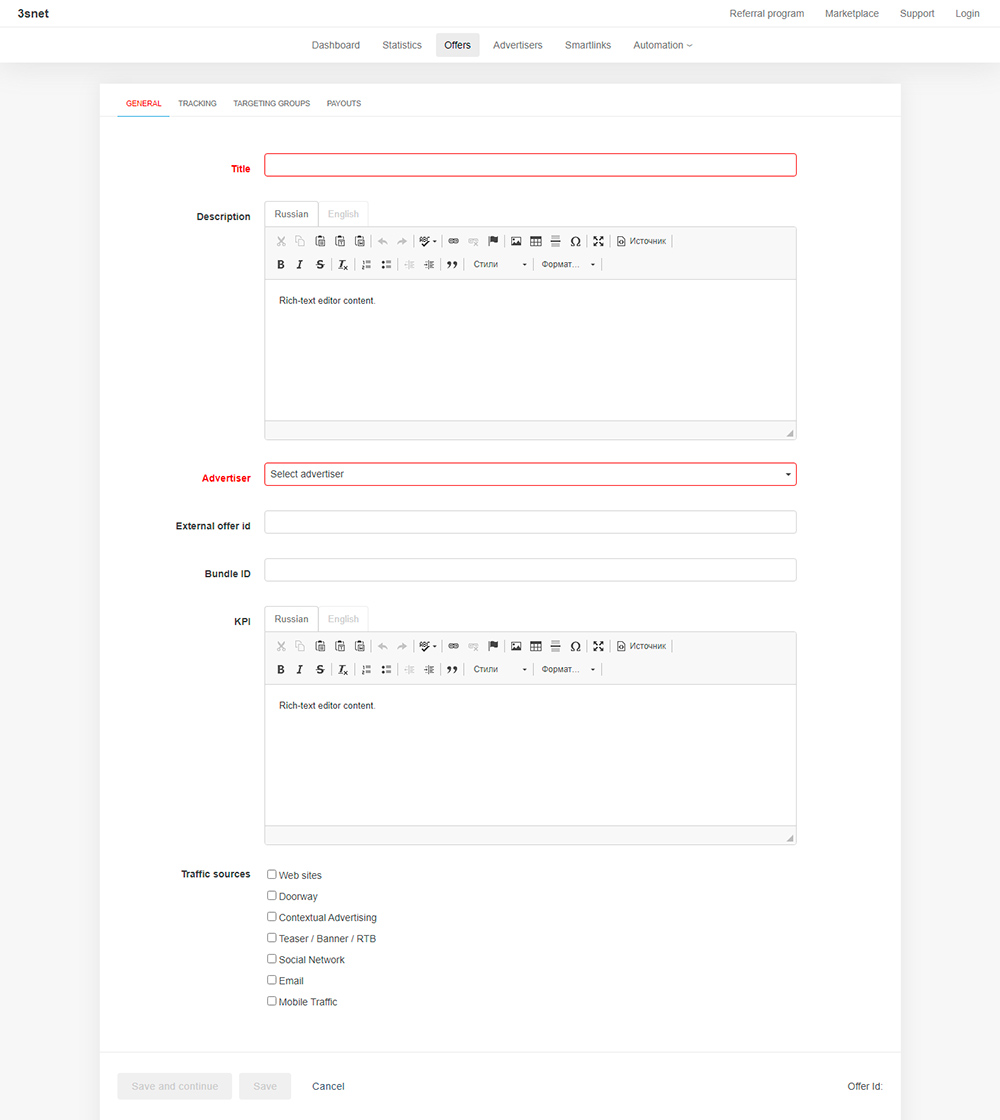 3snet Referral program Marketplace Support Login
Dashboard Statistics Offers Advertisers Smartlinks Automation
GENERAL TRACKING TARGETING GROUPS PAYOUTS
Title
Description Russian English
Источник
B I S Tx Стили Формат...
Rich-text editor content.
Advertiser Select advertiser
External offer id
Bundle ID
KPI Russian English
Источник
B I S Tx Стили Формат...
Rich-text editor content.
Traffic sources Web sites
Doorway
Contextual Advertising
Teaser / Banner / RTB
Social Network
Email
Mobile Traffic
Save and continue Save Cancel Offer Id: